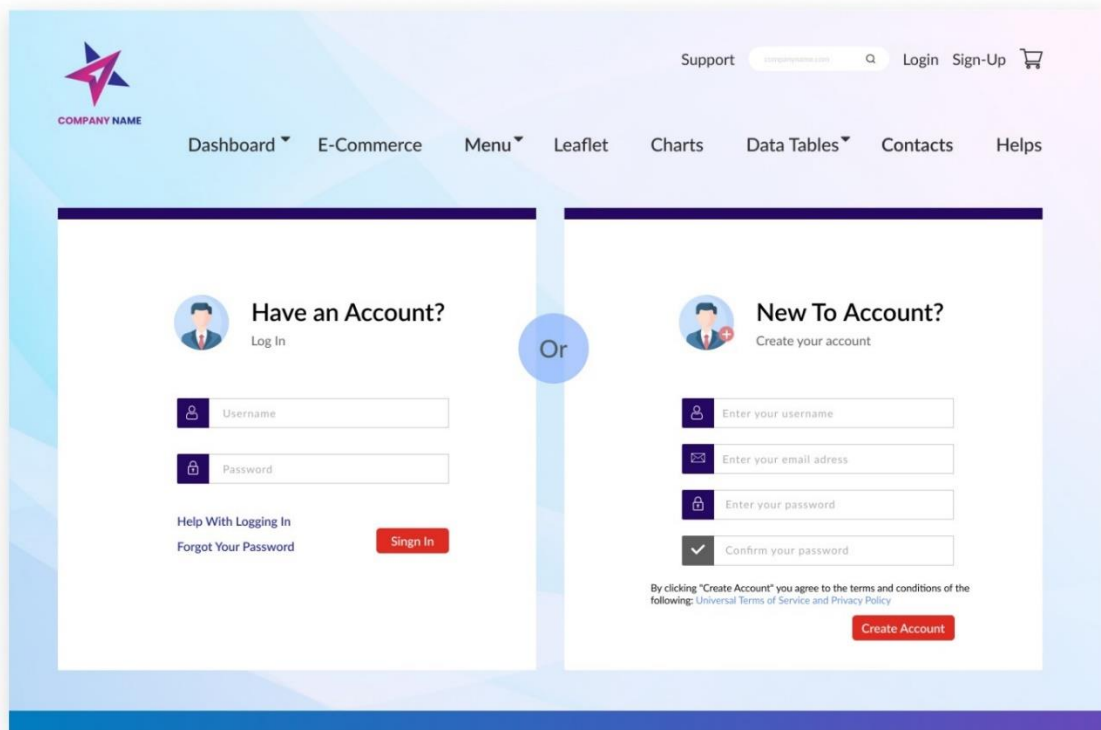 Support companyname.com Login Sign-Up
COMPANY NAME
Dashboard E-Commerce Menu Leaflet Charts Data Tables Contacts Helps
Have an Account?
Log In
Username
Password
Help With Logging In
Forgot Your Password
Singn In
Or
New To Account?
Create your account
Enter your username
Enter your email adress
Enter your password
Confirm your password
By clicking "Create Account" you agree to the terms and conditions of the
following: Universal Terms of Service and Privacy Policy
Create Account